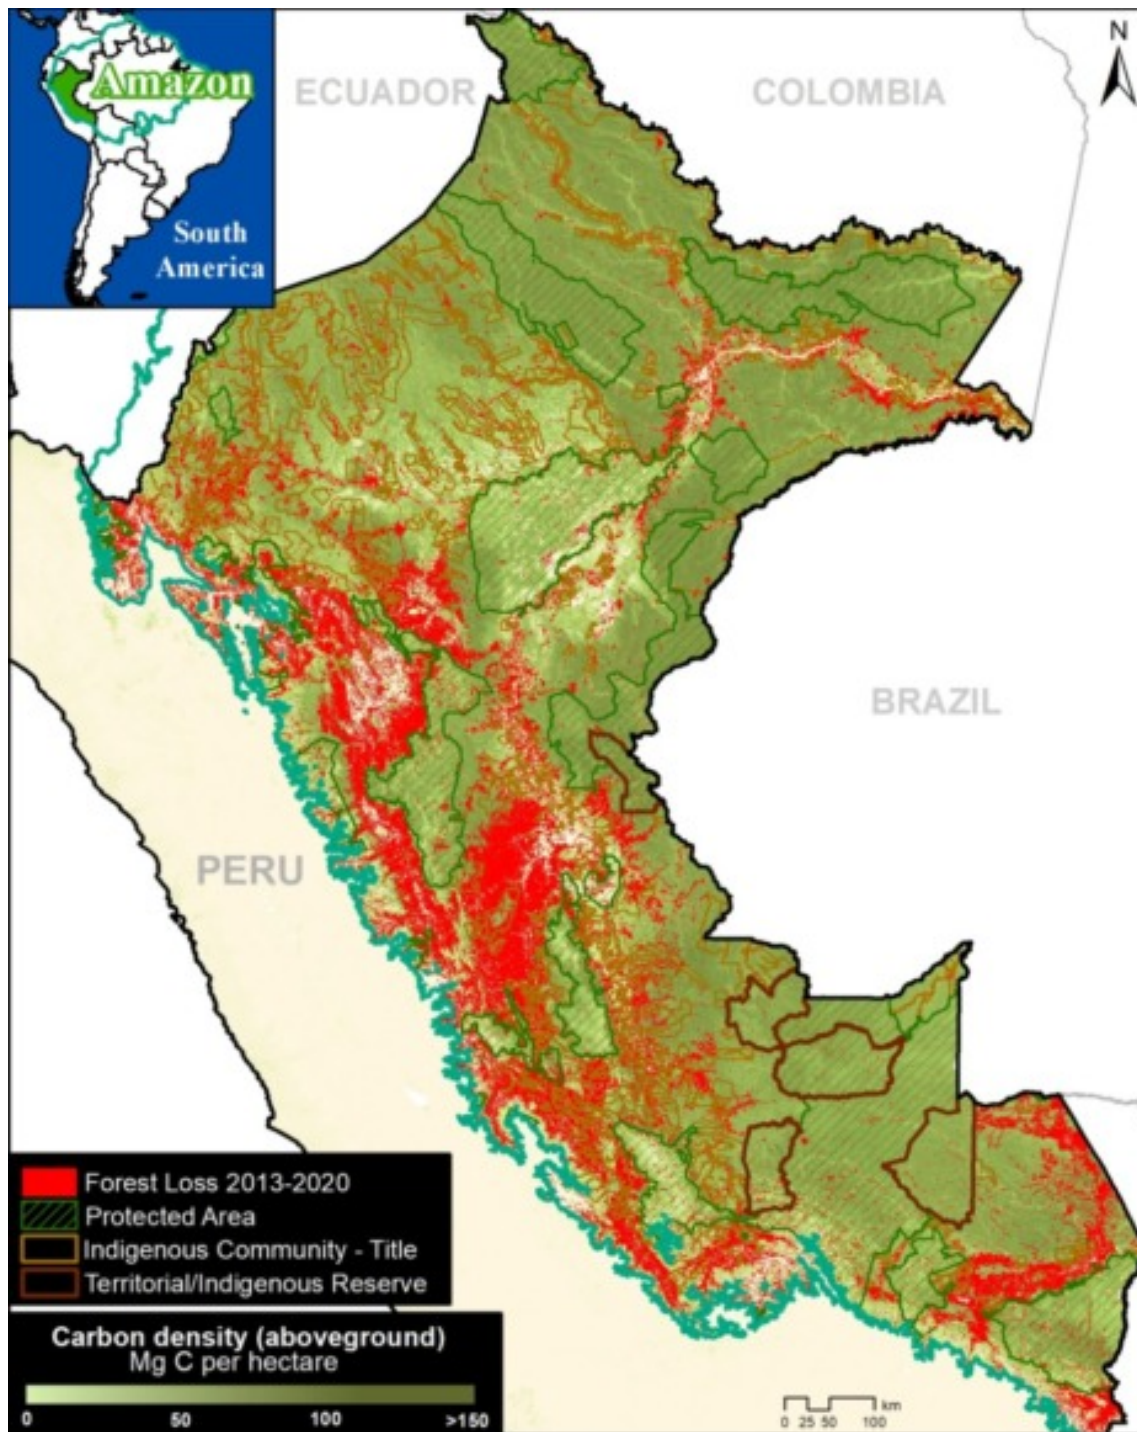 N
ECUADOR
COLOMBIA
Amazon
South
America
BRAZIL
PERU
Forest Loss 2013-2020
Protected Area
Indigenous Community - Title
Territorial/Indigenous Reserve
Carbon density (aboveground)
Mg C per hectare
0 50 100 >150
km
0 25 50 100